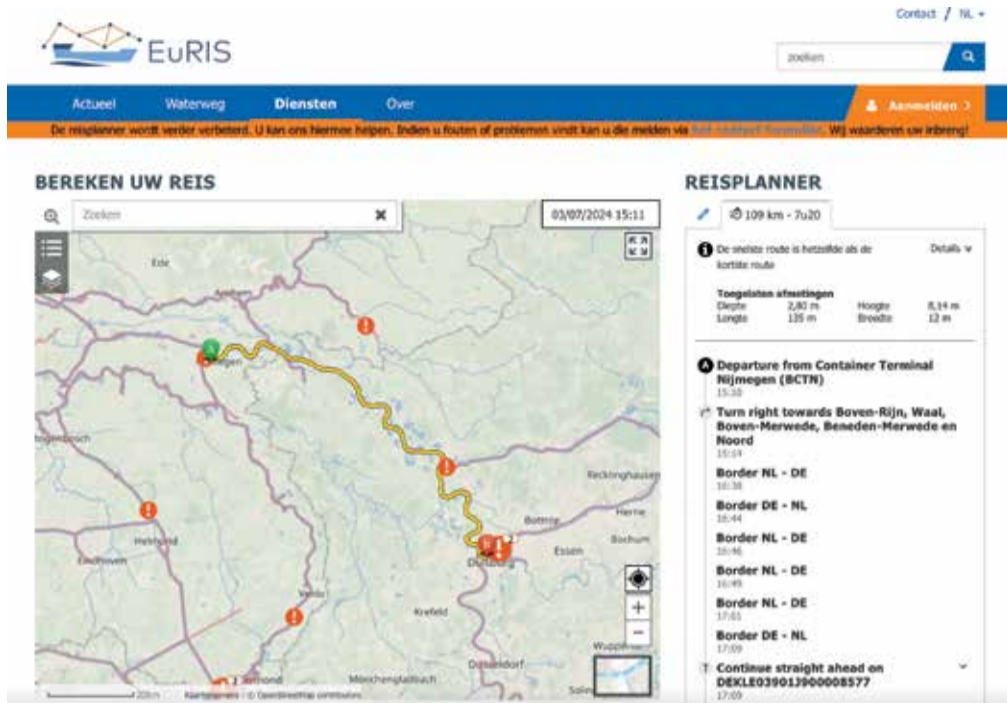 Contact / NL
EuRIS
zoeken
Actueel Waterweg Diensten Over Aanmelden >
De reisplanner wordt verder verbeterd. U kan ons hiermee helpen. Indien u fouten of problemen vindt kan u die melden via het contact formulier. Wij waarderen uw inbreng!
BEREKEN UW REIS
Zoeken
03/07/2024 15:11
Ede
Arnhem
A
Recklinghausen
Bottrop
Herne
Bochum
Essen
Duisburg
Helmond
Eindhoven
Venlo
Krefeld
Düsseldorf
Mönchengladbach
© OpenStreetMap contributors
REISPLANNER
109 km - 7u20
De snelste route is hetzelfde als de
kortste route
Details
Toegelaten afmetingen
Diepte 2,80 m Hoogte 8,14 m
Lengte 135 m Breedte 12 m
A Departure from Container Terminal
Nijmegen (BCTN)
15:10
Turn right towards Boven-Rijn, Waal,
Boven-Merwede, Beneden-Merwede en
Noord
15:14
Border NL - DE
16:38
Border DE - NL
16:44
Border NL - DE
16:46
Border NL - DE
16:49
Border NL - DE
17:01
Border DE - NL
17:09
Continue straight ahead on
DEKLE03901J900008577
17:09